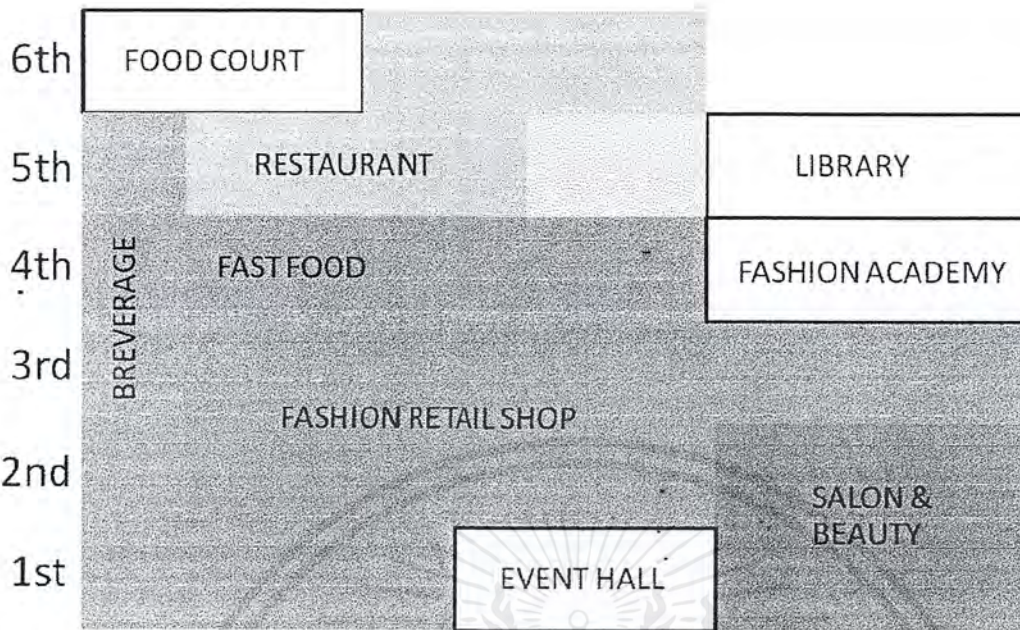 6th
FOOD COURT
5th
RESTAURANT
LIBRARY
4th
FAST FOOD
FASHION ACADEMY
BREVERAGE
3rd
FASHION RETAIL SHOP
2nd
SALON &
BEAUTY
1st
EVENT HALL